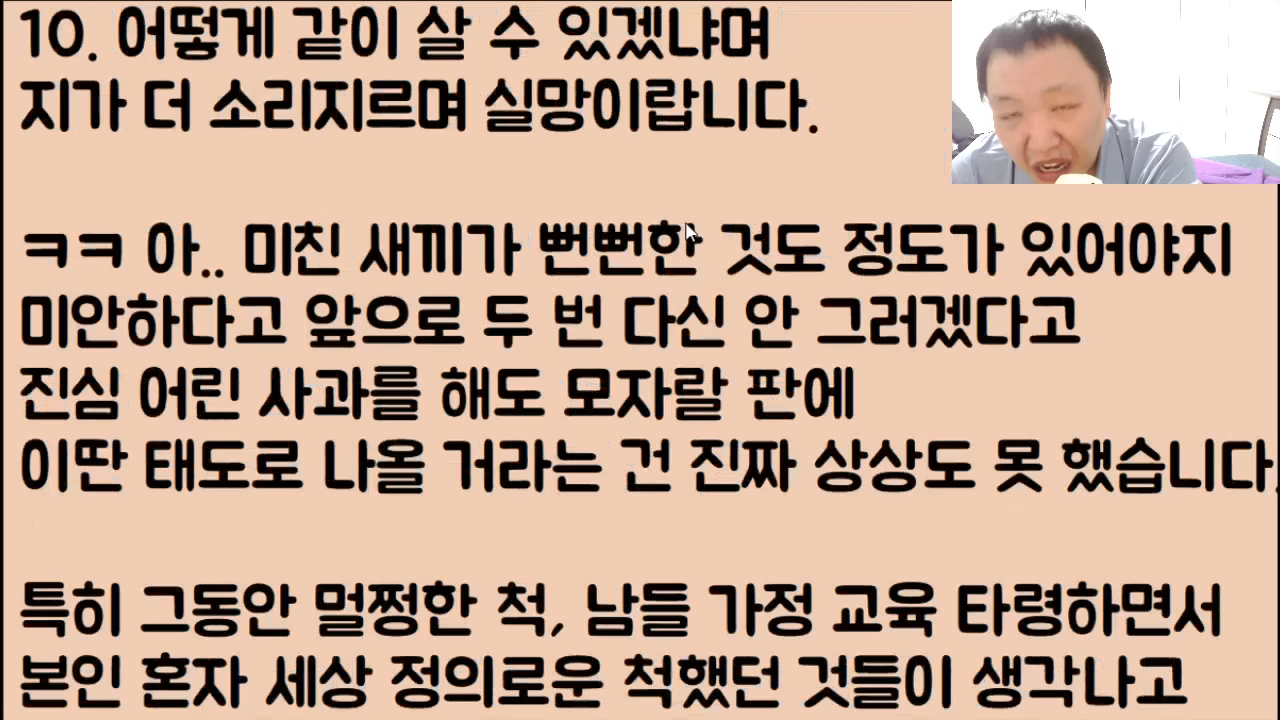 10. 어떻게 같이 살 수 있겠냐며
지가 더 소리지르며 실망이랍니다.
ㅋㅋ 아.. 미친 새끼가 뻔뻔한 것도 정도가 있어야지
미안하다고 앞으로 두 번 다신 안 그러겠다고
진심 어린 사과를 해도 모자랄 판에
이딴 태도로 나올 거라는 건 진짜 상상도 못 했습니다.
특히 그동안 멀쩡한 척, 남들 가정 교육 타령하면서
본인 혼자 세상 정의로운 척했던 것들이 생각나고